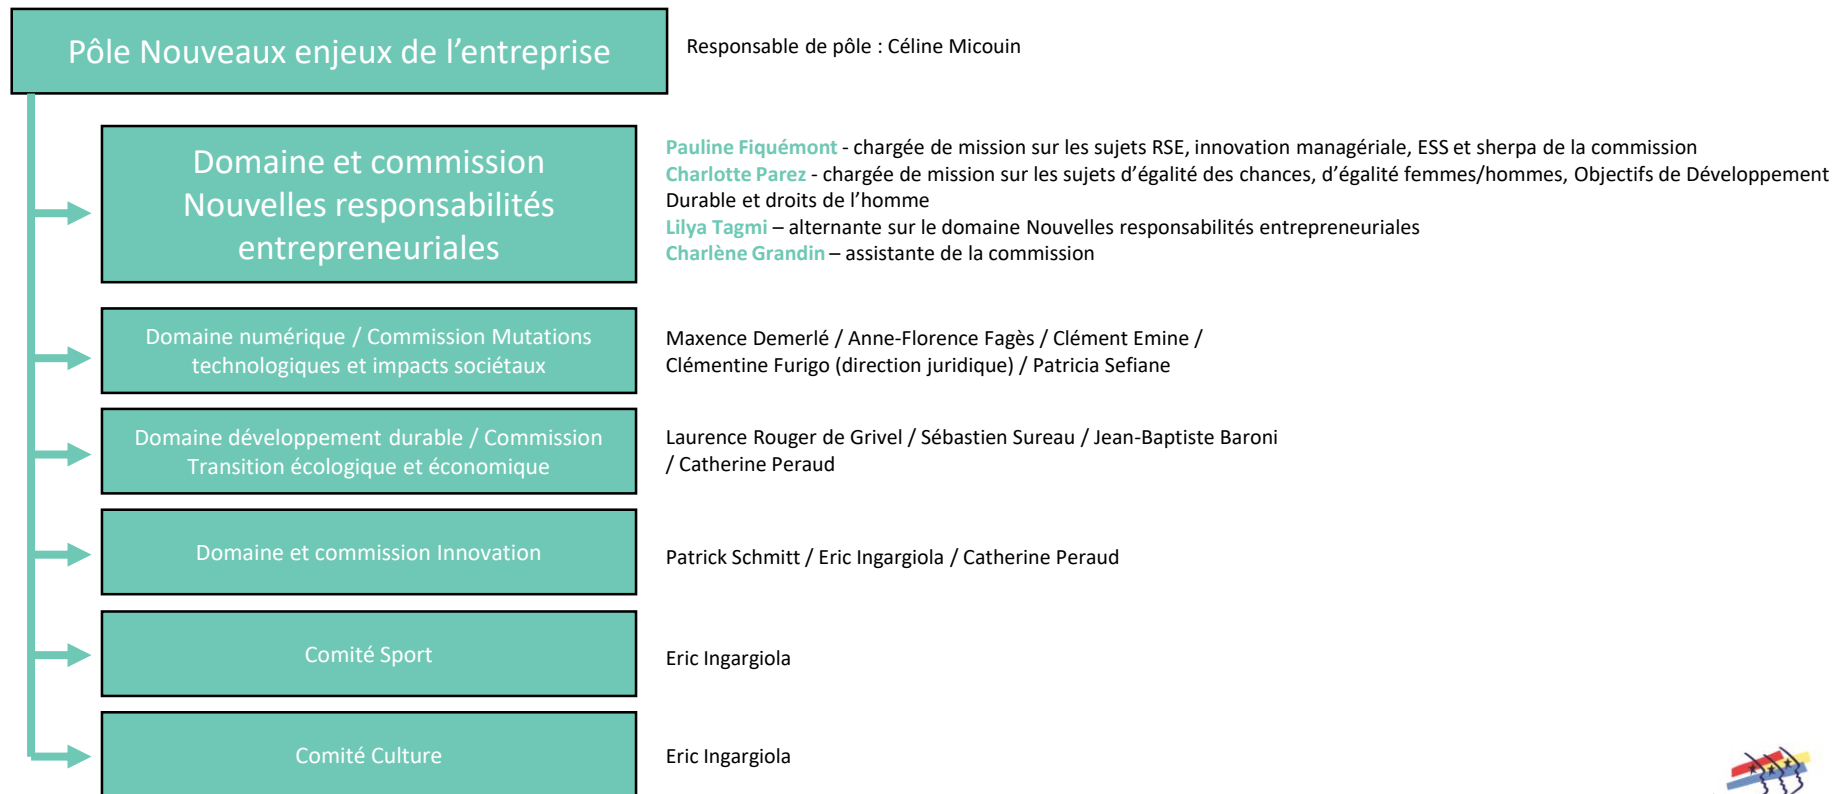 Pôle Nouveaux enjeux de l’entreprise
Responsable de pôle : Céline Micouin
Domaine et commission
Nouvelles responsabilités
entrepreneuriales
Pauline Fiquémont - chargée de mission sur les sujets RSE, innovation managériale, ESS et sherpa de la commission
Charlotte Parez - chargée de mission sur les sujets d’égalité des chances, d’égalité femmes/hommes, Objectifs de Développement
Durable et droits de l’homme
Lilya Tagmi – alternante sur le domaine Nouvelles responsabilités entrepreneuriales
Charlène Grandin – assistante de la commission
Domaine numérique / Commission Mutations
technologiques et impacts sociétaux
Maxence Demerlé / Anne-Florence Fagès / Clément Emine /
Clémentine Furigo (direction juridique) / Patricia Sefiane
Domaine développement durable / Commission
Transition écologique et économique
Laurence Rouger de Grivel / Sébastien Sureau / Jean-Baptiste Baroni
/ Catherine Peraud
Domaine et commission Innovation
Patrick Schmitt / Eric Ingargiola / Catherine Peraud
Comité Sport
Eric Ingargiola
Comité Culture
Eric Ingargiola